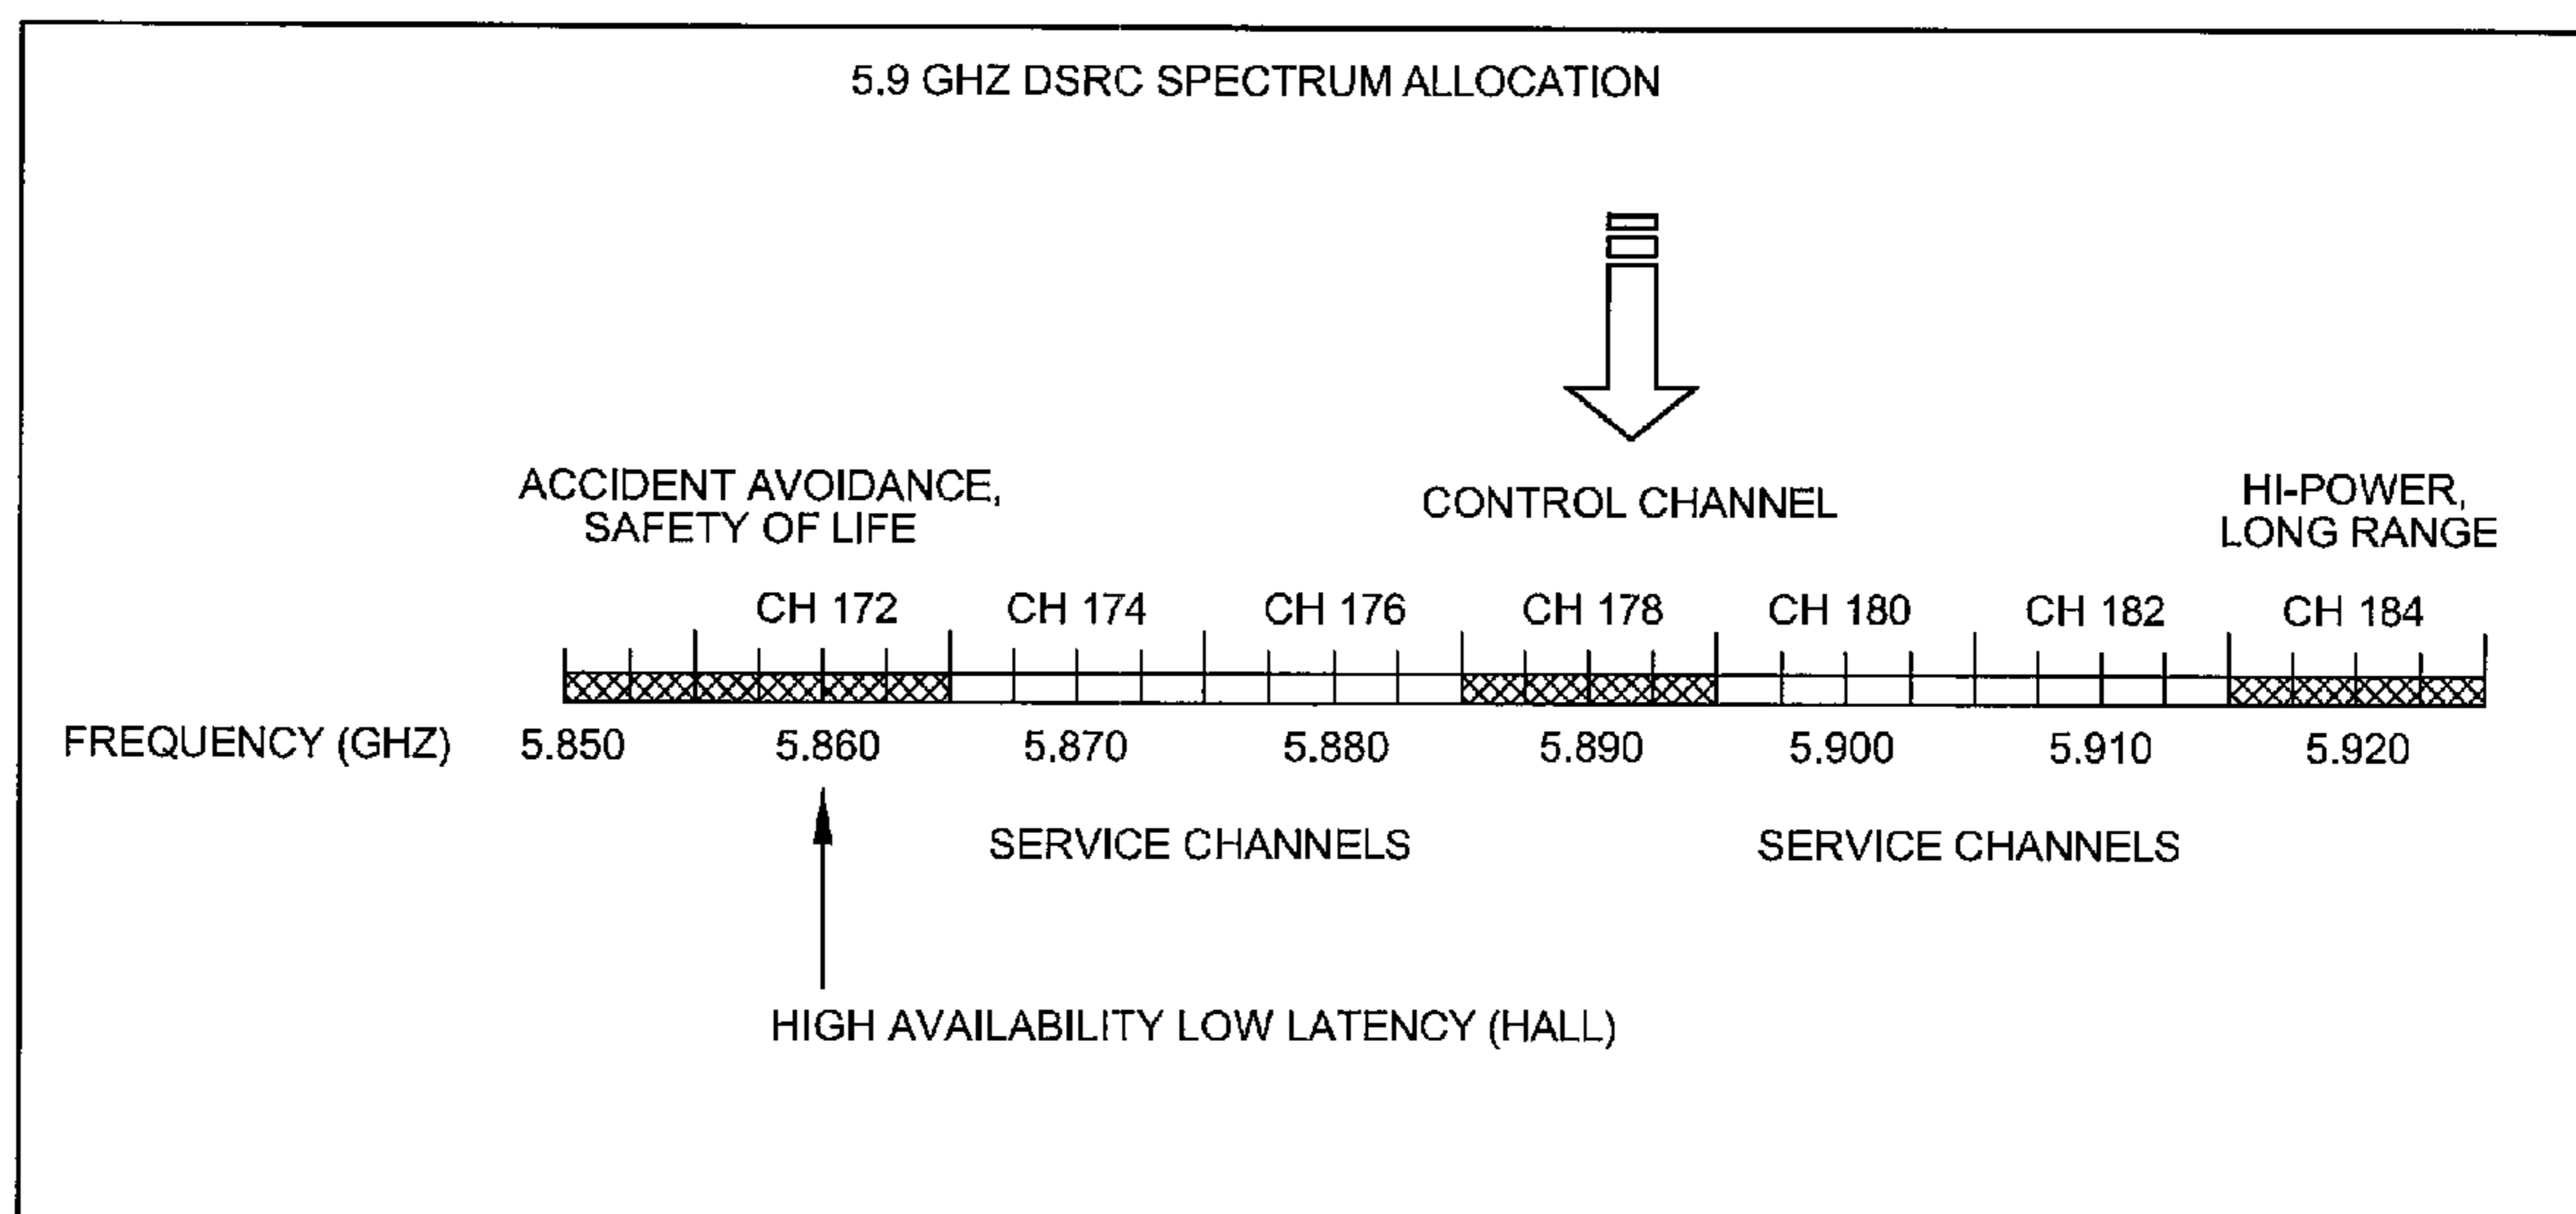 5.9 GHZ DSRC SPECTRUM ALLOCATION
ACCIDENT AVOIDANCE,
SAFETY OF LIFE
CONTROL CHANNEL
HI-POWER,
LONG RANGE
CH 172 CH 174 CH 176 CH 178 CH 180 CH 182 CH 184
FREQUENCY (GHZ) 5.850 5.860 5.870 5.880 5.890 5.900 5.910 5.920
SERVICE CHANNELS SERVICE CHANNELS
HIGH AVAILABILITY LOW LATENCY (HALL)